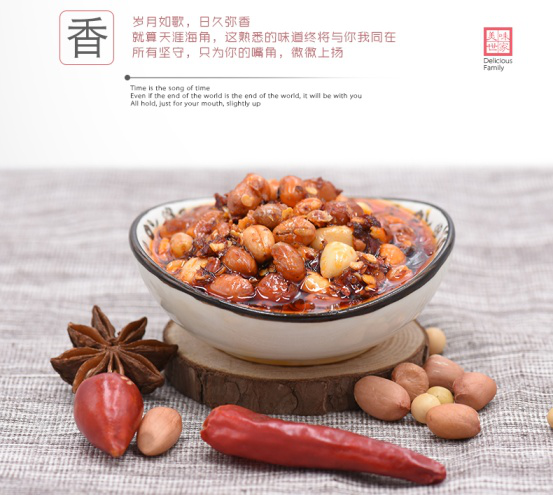 香
岁月如歌，日久弥香
就算天涯海角，这熟悉的味道终将与你我同在
所有坚守，只为你的嘴角，微微上扬
美味
世家
Delicious
Family
Time is the song of time
Even if the end of the world is the end of the world, it will be with you
All hold, just for your mouth, slightly up